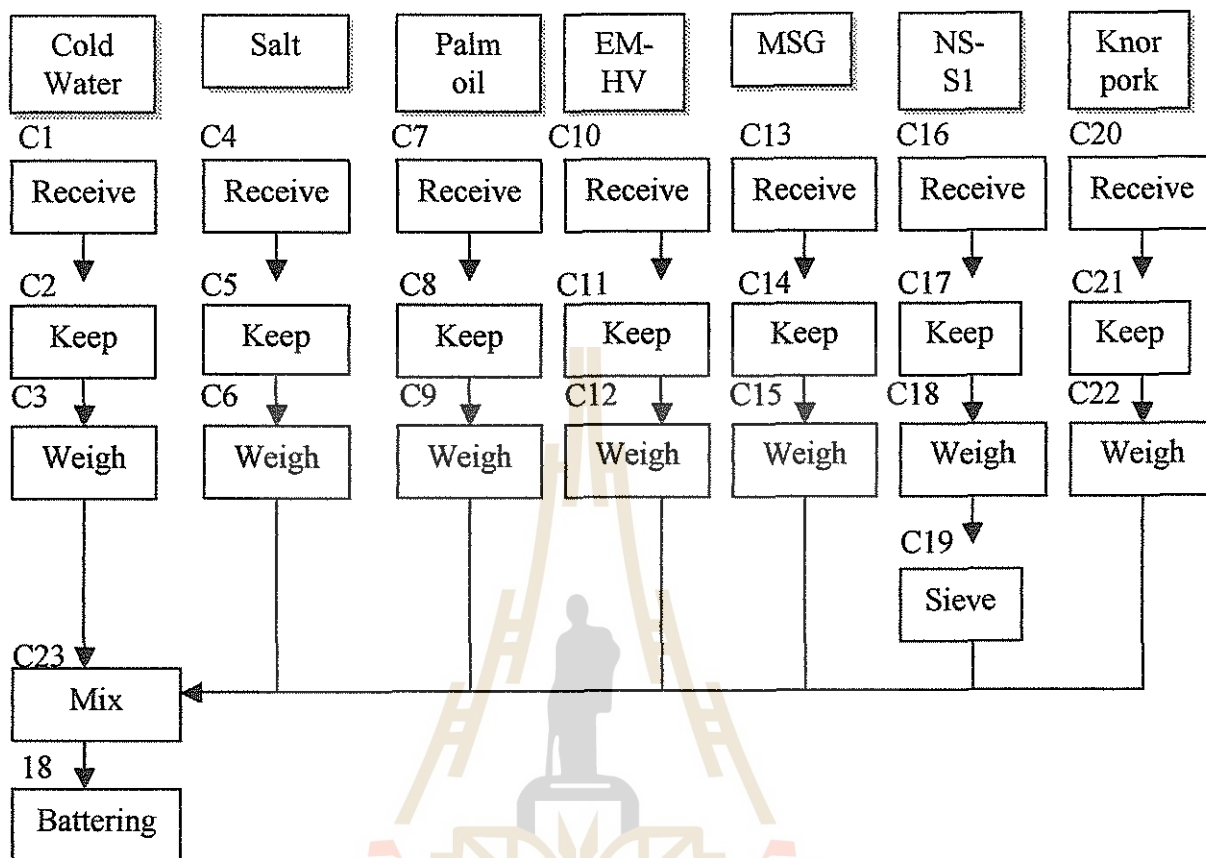 Cold
Water
Salt
Palm
oil
EM-
HV
MSG
NS-
S1
Knor
pork
C1
C4
C7
C10
C13
C16
C20
Receive
Receive
Receive
Receive
Receive
Receive
Receive
C2
C5
C8
C11
C14
C17
C21
Keep
Keep
Keep
Keep
Keep
Keep
Keep
C3
C6
C9
C12
C15
C18
C22
Weigh
Weigh
Weigh
Weigh
Weigh
Weigh
Weigh
C19
Sieve
C23
Mix
18
Battering